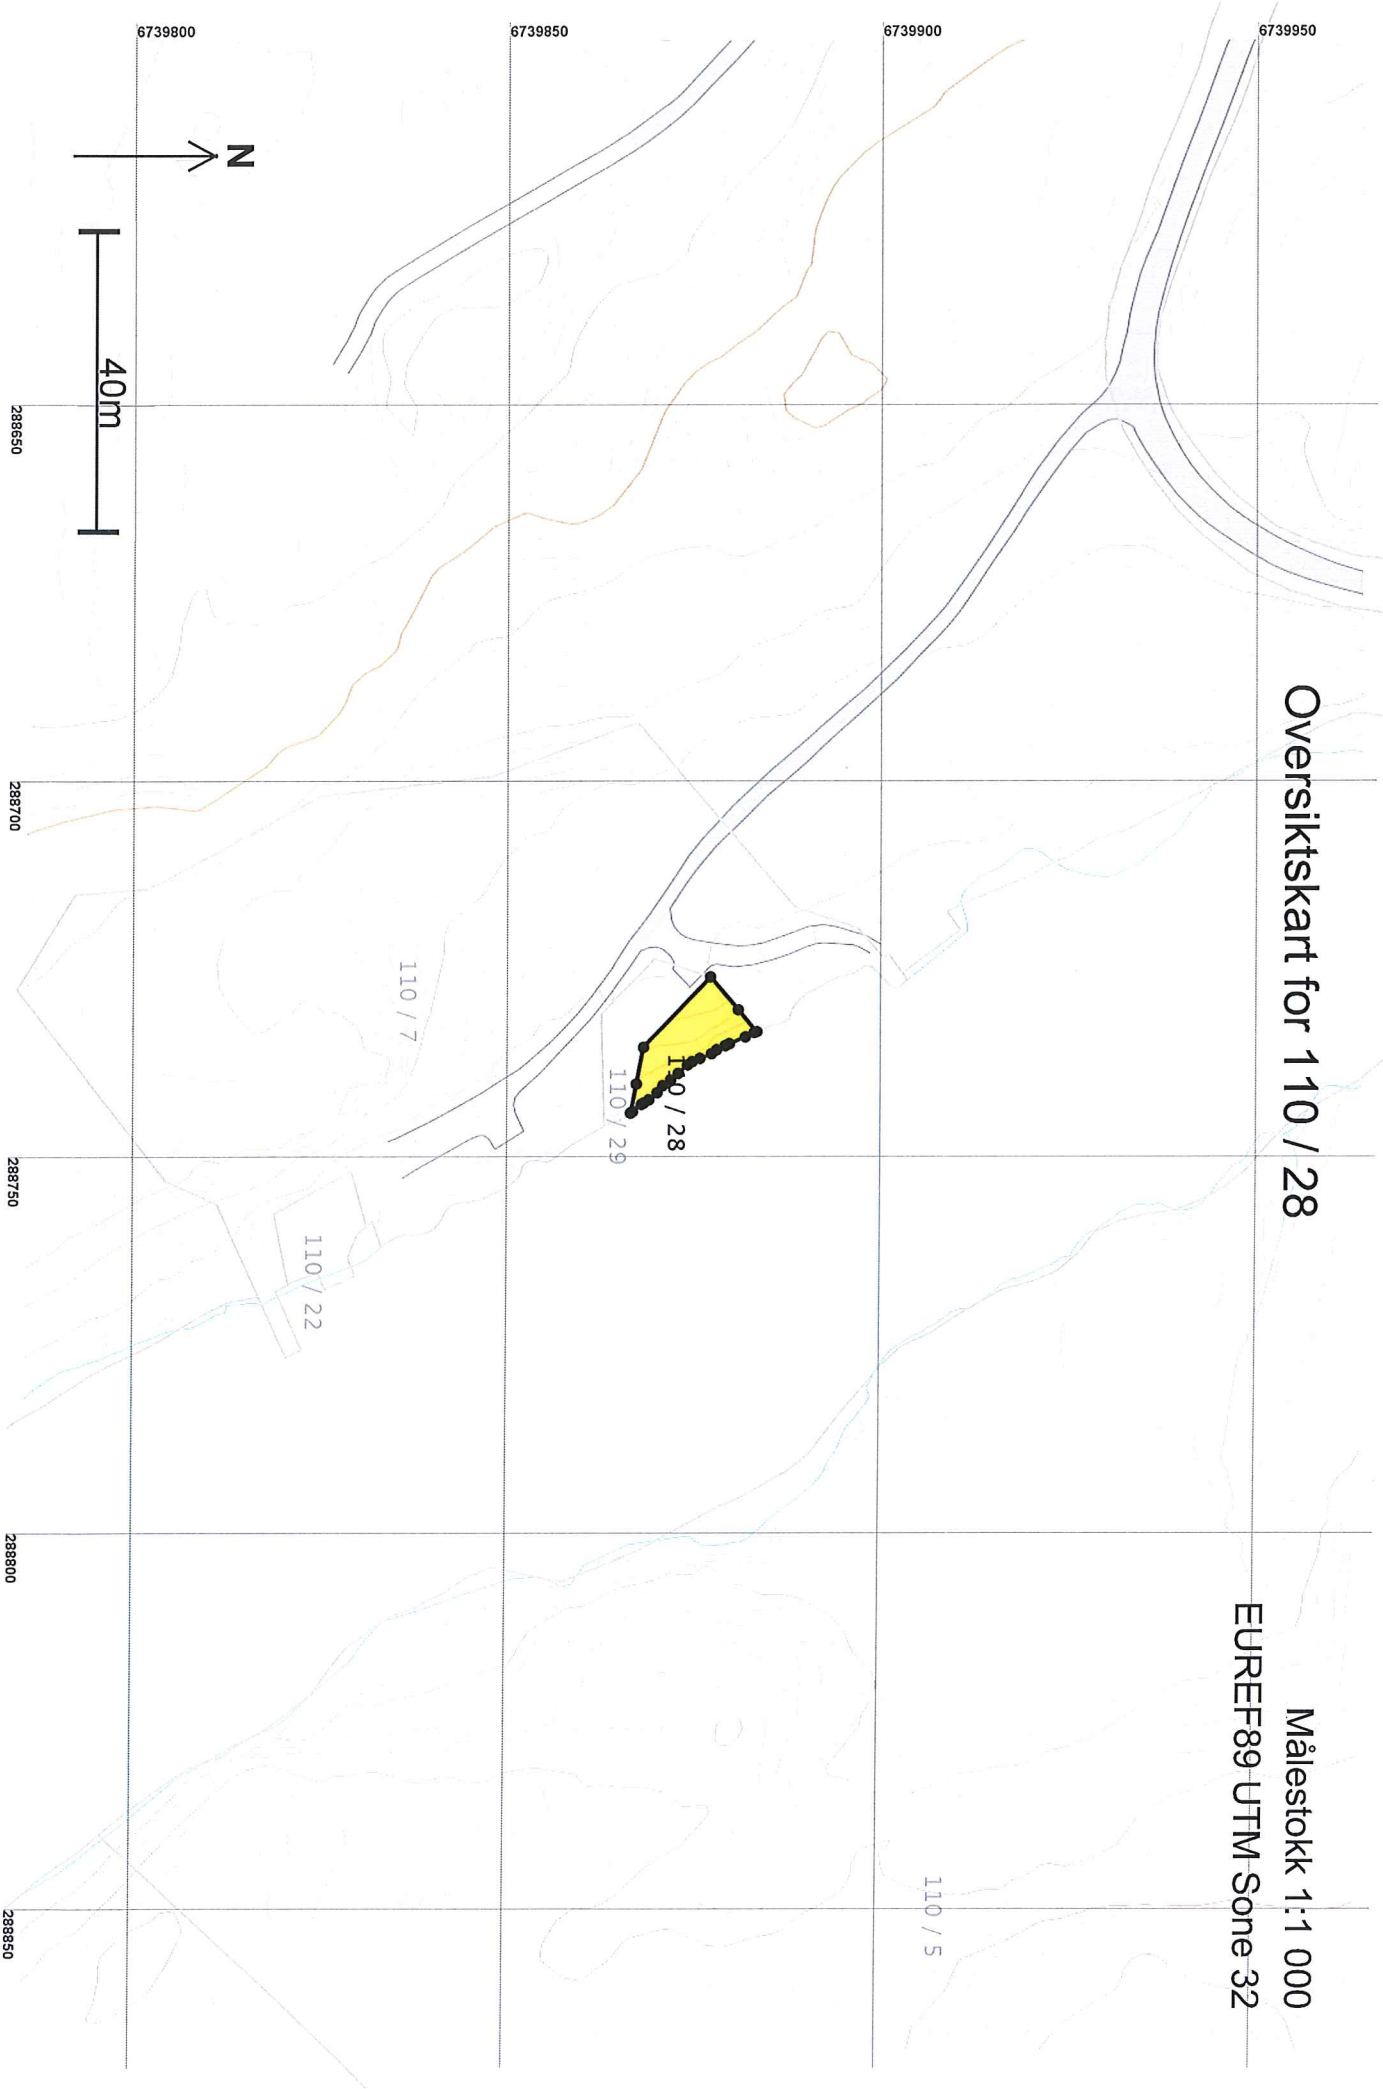 Oversiktskart for 110 / 28
Målestokk 1:1 000
EUREF89 UTM Sone 32
6739950
6739900
6739850
6739800
N
40m
110 / 28
110 / 29
110 / 7
110 / 22
110 / 5
288650
288700
288750
288800
288850